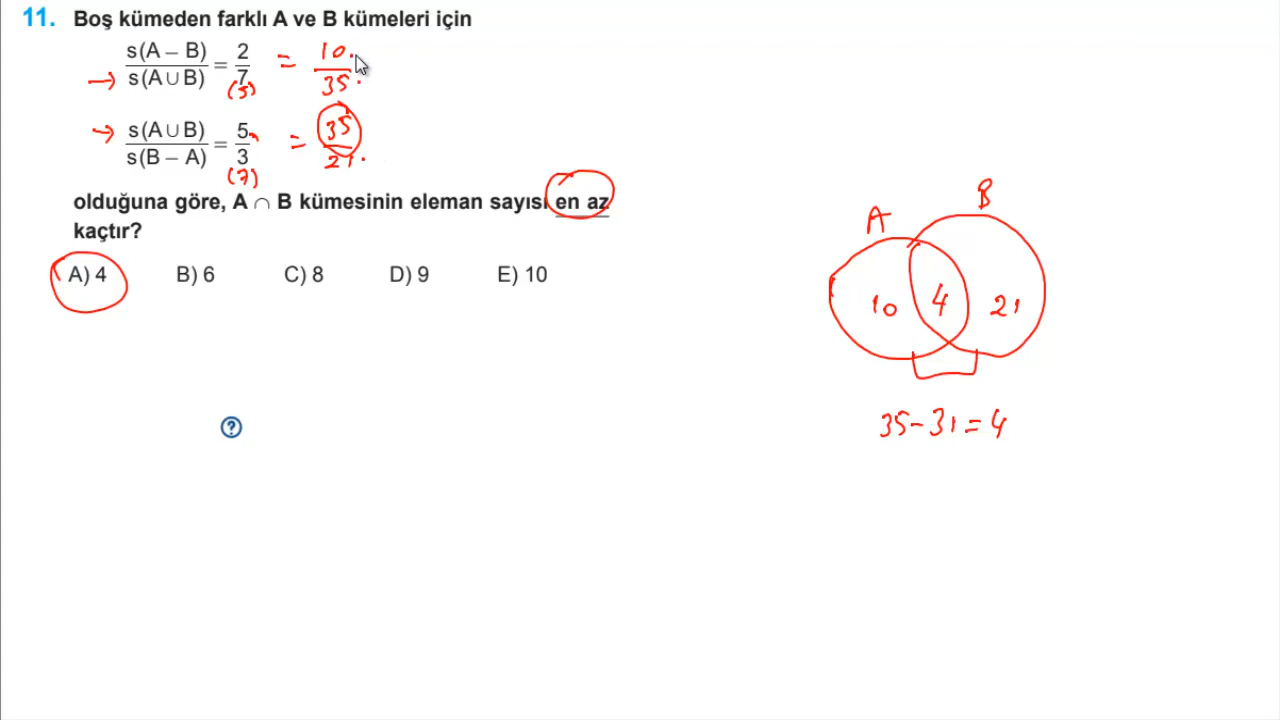 11. Boş kümeden farklı A ve B kümeleri için
→ s(A – B) / s(A ∪ B) = 2 / 7 (5) = 10 / 35
→ s(A ∪ B) / s(B – A) = 5 / 3 (7) = 35 / 21
olduğuna göre, A ∩ B kümesinin eleman sayısı en az
kaçtır?
A) 4 B) 6 C) 8 D) 9 E) 10
A B
10 4 21
35 - 31 = 4
?